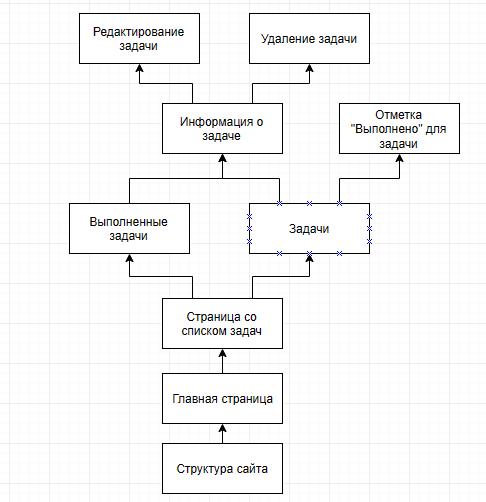 Редактирование
задачи
Удаление задачи
Информация о
задаче
Отметка
"Выполнено" для
задачи
Выполненные
задачи
Задачи
Страница со
списком задач
Главная страница
Структура сайта